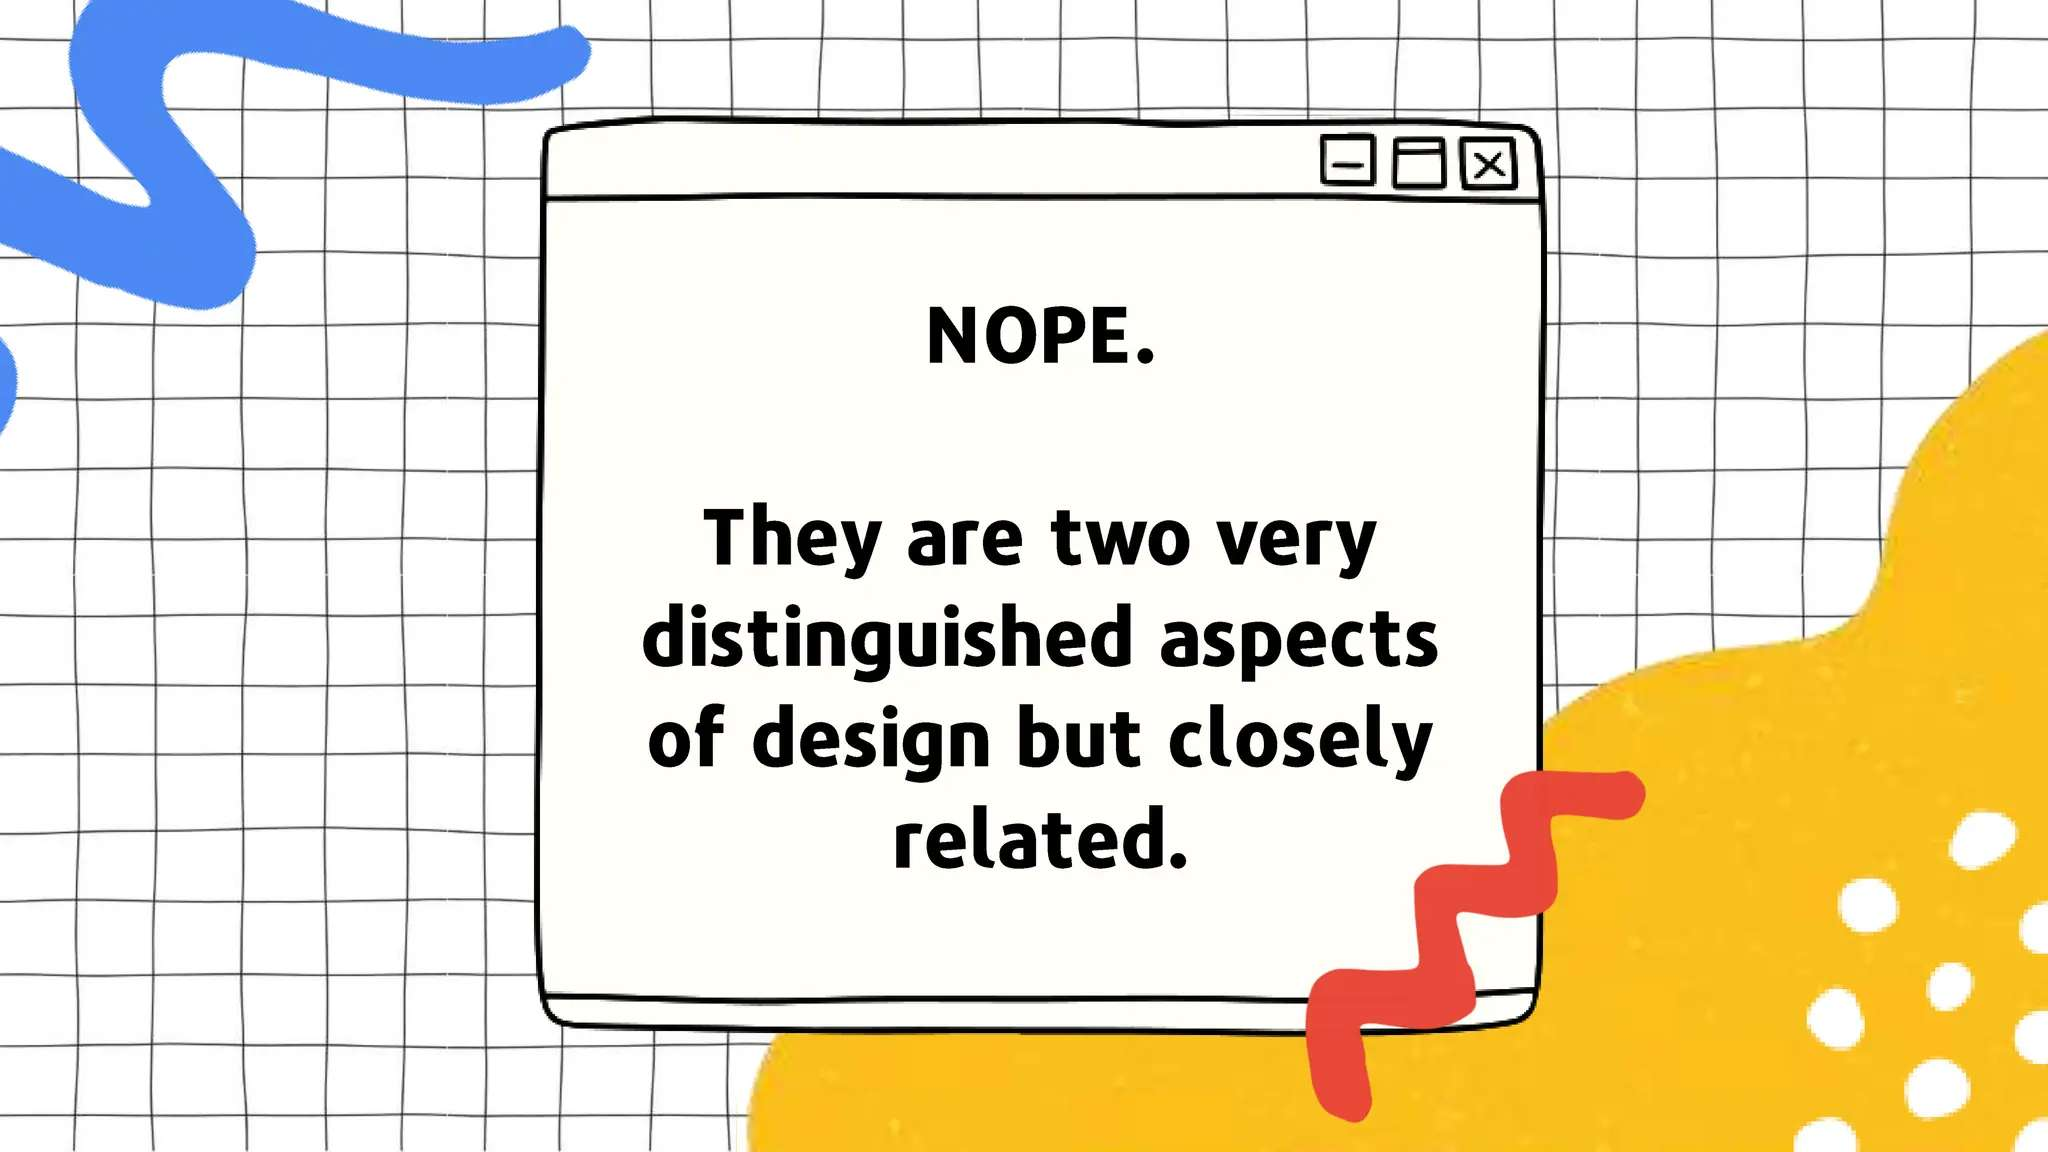 NOPE.
They are two very
distinguished aspects
of design but closely
related.